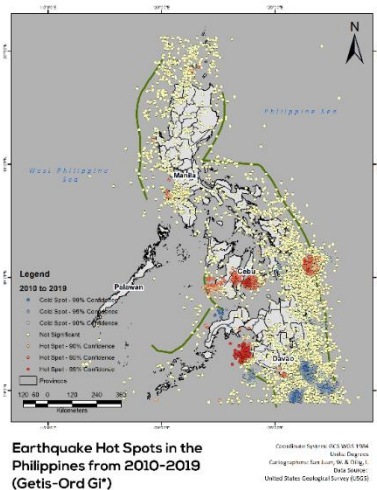 N
Philippine
Sea
West Philippine
Sea
Manila
Cebu
Palawan
Davao
Legend
2010 to 2019
Cold Spot - 99% Confidence
Cold Spot - 95% Confidence
Cold Spot - 90% Confidence
Not Significant
Hot Spot - 90% Confidence
Hot Spot - 95% Confidence
Hot Spot - 99% Confidence
Provinces
120 60 0 120 240 360
Kilometers
Earthquake Hot Spots in the
Philippines from 2010-2019
(Getis-Ord Gi*)
Coordinate System: GCS WGS 1984
Units: Degrees
Data Source:
United States Geological Survey (USGS)